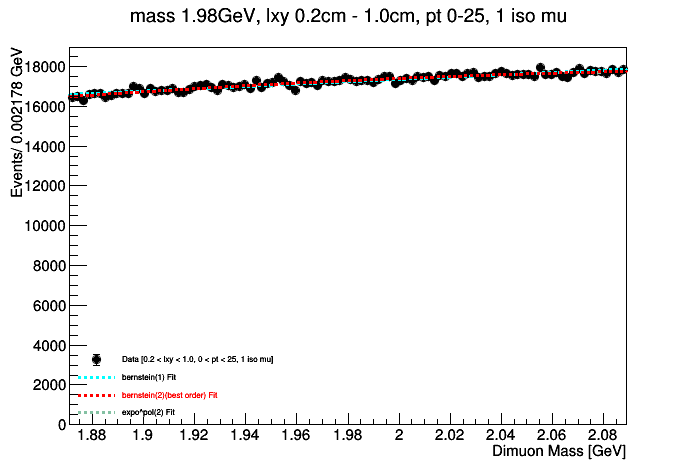 mass 1.98GeV, lxy 0.2cm - 1.0cm, pt 0-25, 1 iso mu
Events/ 0.002178 GeV
18000
16000
14000
12000
10000
8000
6000
4000
2000
0
Data [0.2 < lxy < 1.0, 0 < pt < 25, 1 iso mu]
bernstein(1) Fit
bernstein(2)(best order) Fit
expo*pol(2) Fit
1.88 1.9 1.92 1.94 1.96 1.98 2 2.02 2.04 2.06 2.08
Dimuon Mass [GeV]